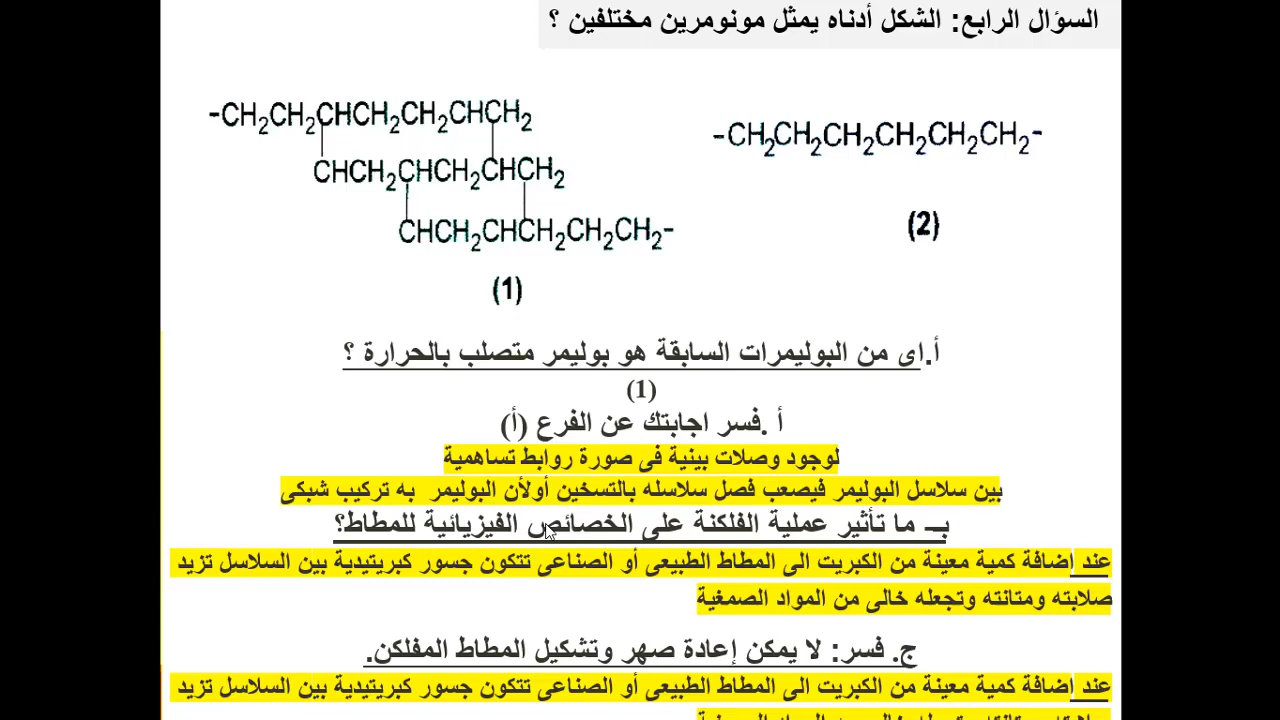 السؤال الرابع: الشكل أدناه يمثل مونومرين مختلفين ؟
-CH2CH2CHCH2CH2CHCH2
CHCH2CHCH2CHCH2
CHCH2CHCH2CH2CH2-
(1)
-CH2CH2CH2CH2CH2CH2-
(2)
أ.اى من البوليمرات السابقة هو بوليمر متصلب بالحرارة ؟
(1)
أ .فسر اجابتك عن الفرع (أ)
لوجود وصلات بينية فى صورة روابط تساهمية
بين سلاسل البوليمر فيصعب فصل سلاسله بالتسخين أولأن البوليمر به تركيب شبكى
بــ ما تأثير عملية الفلكنة على الخصائص الفيزيائية للمطاط؟
عند إضافة كمية معينة من الكبريت الى المطاط الطبيعى أو الصناعى تتكون جسور كبريتيدية بين السلاسل تزيد
صلابته ومتانته وتجعله خالى من المواد الصمغية
ج. فسر: لا يمكن إعادة صهر وتشكيل المطاط المفلكن.
عند إضافة كمية معينة من الكبريت الى المطاط الطبيعى أو الصناعى تتكون جسور كبريتيدية بين السلاسل تزيد